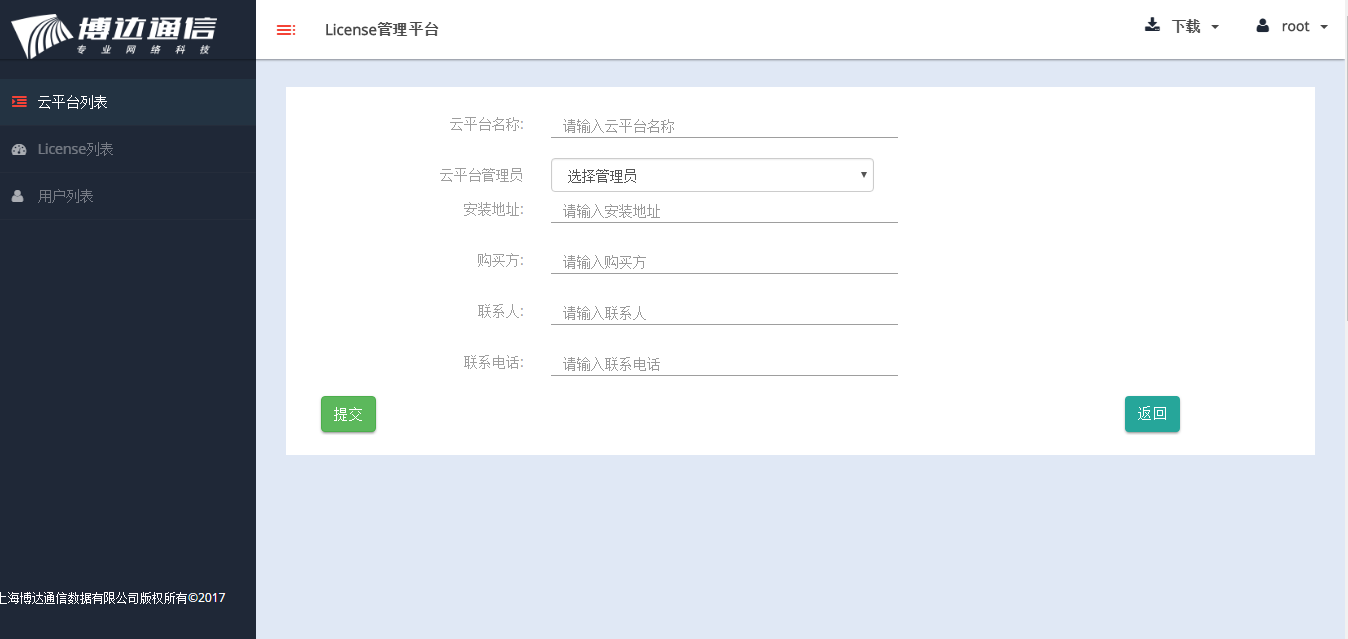 博达通信
专业网络科技
License管理平台
下载
root
云平台列表
License列表
用户列表
云平台名称:
请输入云平台名称
云平台管理员
选择管理员
安装地址:
请输入安装地址
购买方:
请输入购买方
联系人:
请输入联系人
联系电话:
请输入联系电话
提交
返回
上海博达通信数据有限公司版权所有©2017